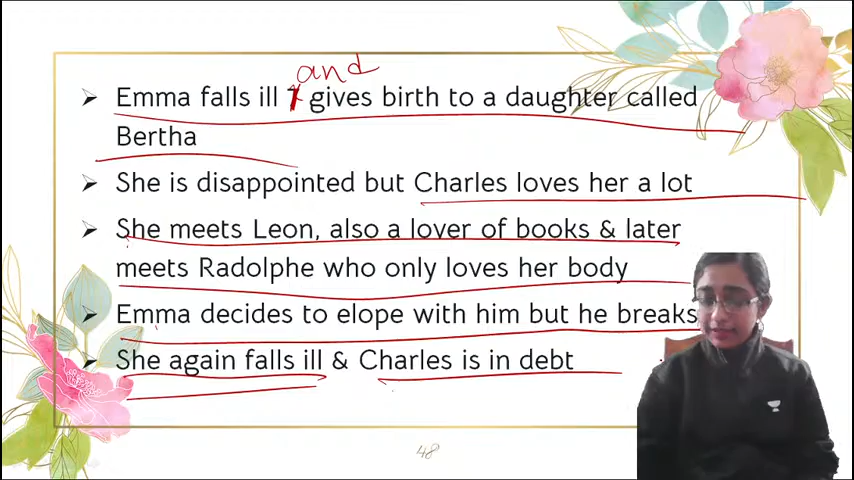 and
➢ Emma falls ill gives birth to a daughter called
Bertha
➢ She is disappointed but Charles loves her a lot
➢ She meets Leon, also a lover of books & later
meets Radolphe who only loves her body
➢ Emma decides to elope with him but he breaks
➢ She again falls ill & Charles is in debt
48